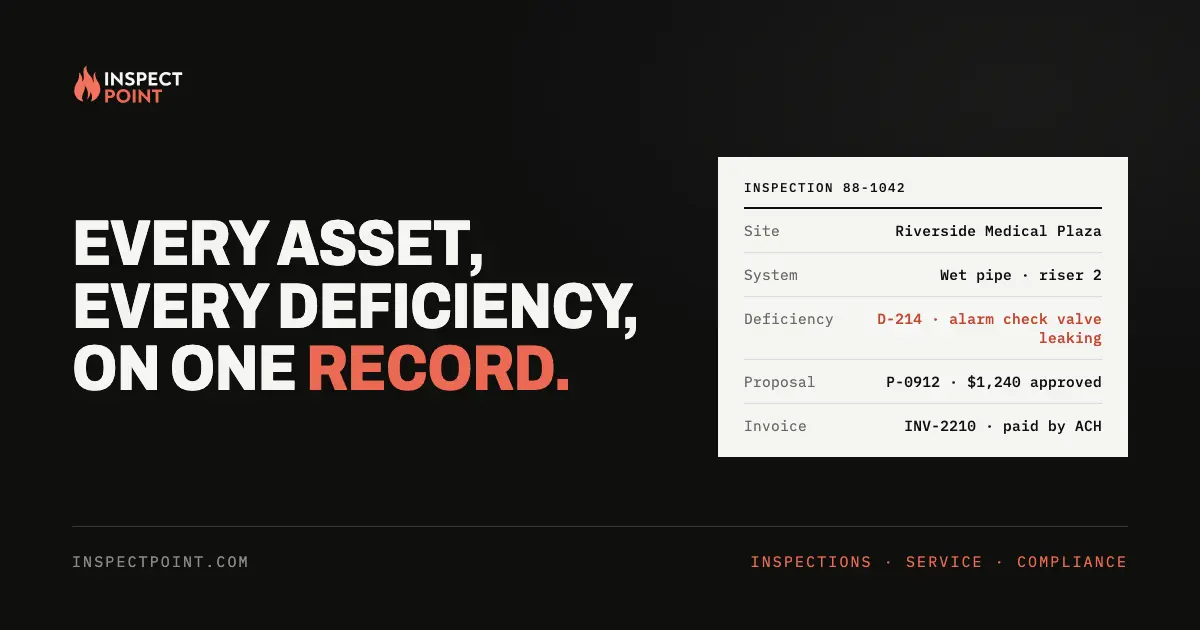 INSPECT
POINT
EVERY ASSET,
EVERY DEFICIENCY,
ON ONE RECORD.
INSPECTION 88-1042
Site Riverside Medical Plaza
System Wet pipe · riser 2
Deficiency D-214 · alarm check valve
leaking
Proposal P-0912 · $1,240 approved
Invoice INV-2210 · paid by ACH
INSPECTPOINT.COM
INSPECTIONS · SERVICE · COMPLIANCE